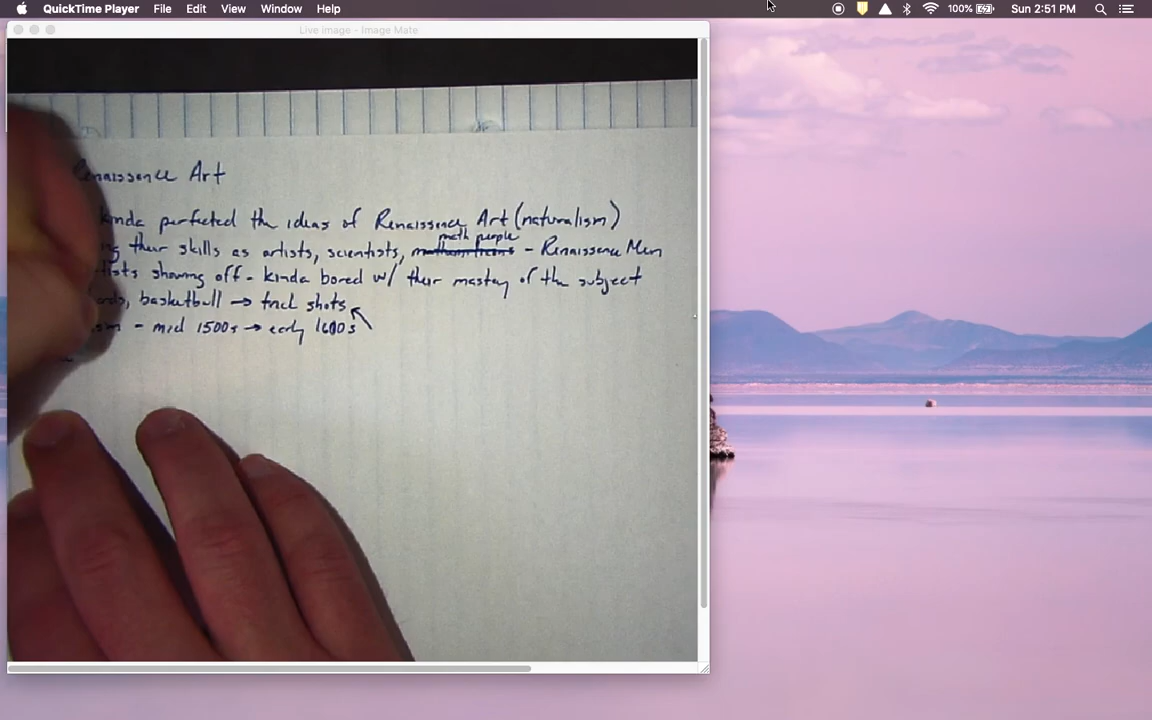 QuickTime Player File Edit View Window Help 100% Sun 2:51 PM
Live Image - Image Mate
Renaissance Art
kinda perfected the ideas of Renaissance Art (naturalism)
math people
their skills as artists, scientists, - Renaissance Men
showing off - kinda bored w/ their mastery of the subject
basketball → trick shots
- mid 1500s → early 1600s